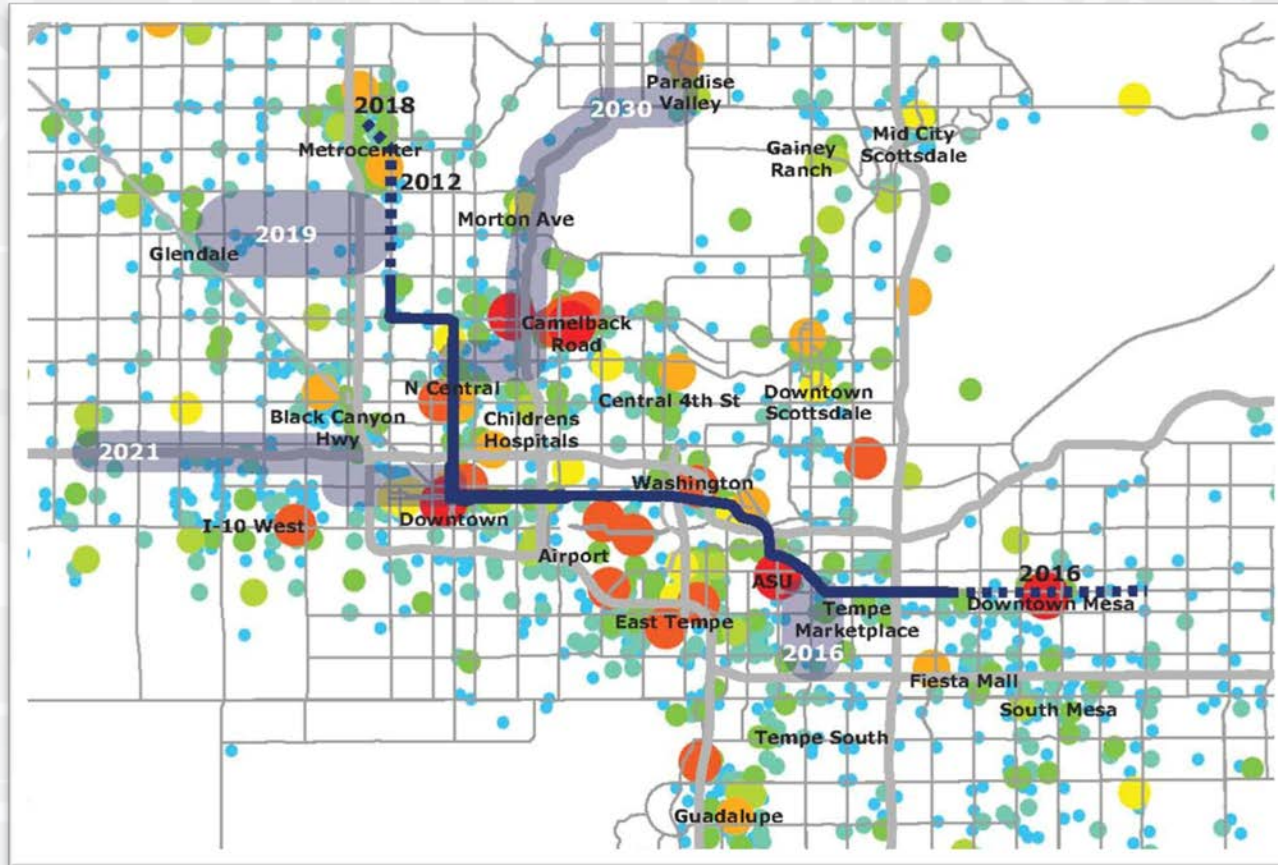 Paradise
Valley
2018
2030
Metrocenter
Mid City
Scottsdale
Gainey
Ranch
2012
Morton Ave
2019
Glendale
Camelback
Road
N Central
Central 4th St
Downtown
Scottsdale
Black Canyon
Hwy
Childrens
Hospitals
2021
Washington
I-10 West
Downtown
Airport
ASU
2016
Downtown Mesa
East Tempe
Tempe
Marketplace
2016
Fiesta Mall
South Mesa
Tempe South
Guadalupe